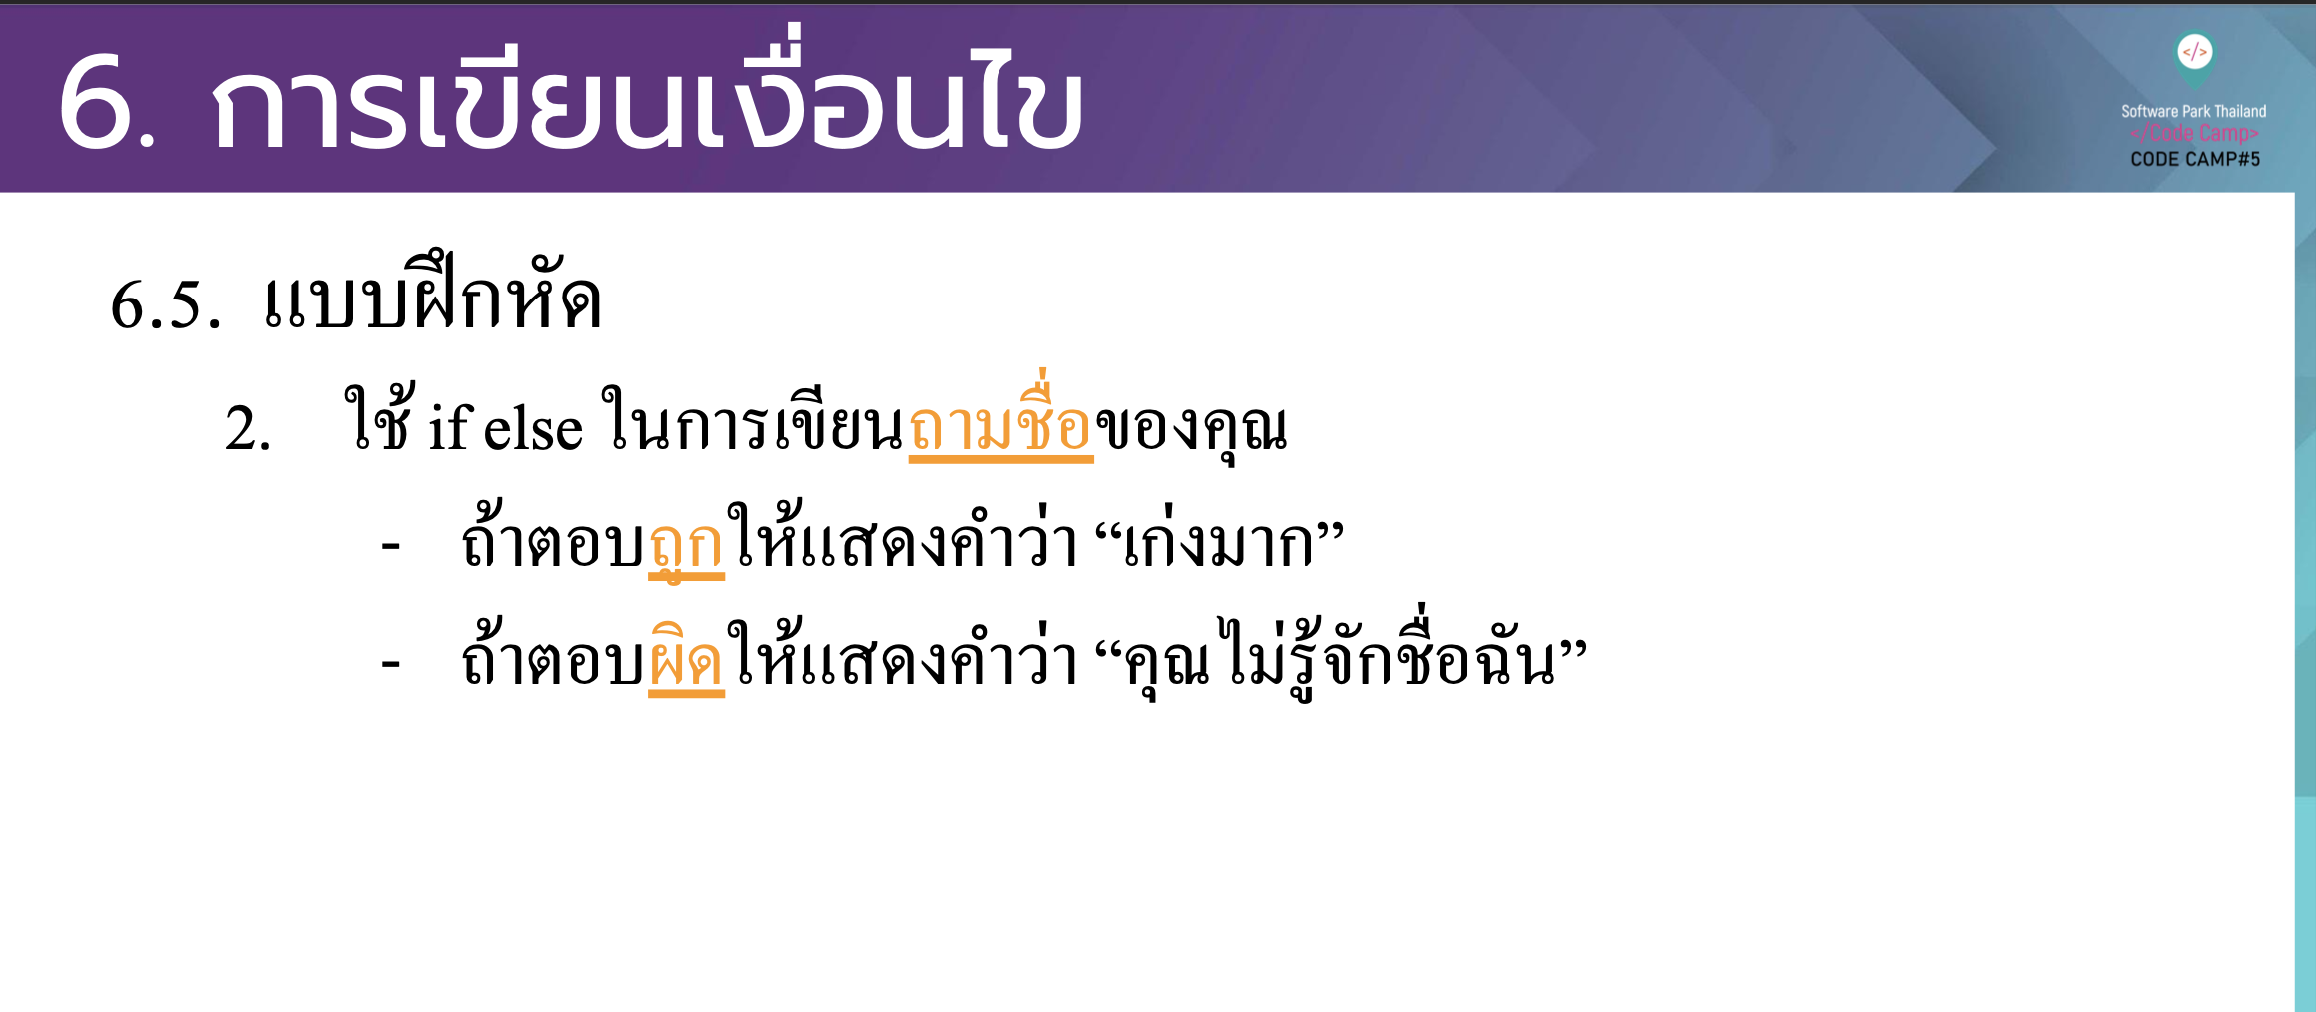 6. การเขียนเงื่อนไข
</>
Software Park Thailand
</Code Camp>
CODE CAMP#5
6.5. แบบฝึกหัด
2. ใช้ if else ในการเขียนถามชื่อของคุณ
- ถ้าตอบถูกให้แสดงคำว่า “เก่งมาก”
- ถ้าตอบผิดให้แสดงคำว่า “คุณไม่รู้จักชื่อฉัน”